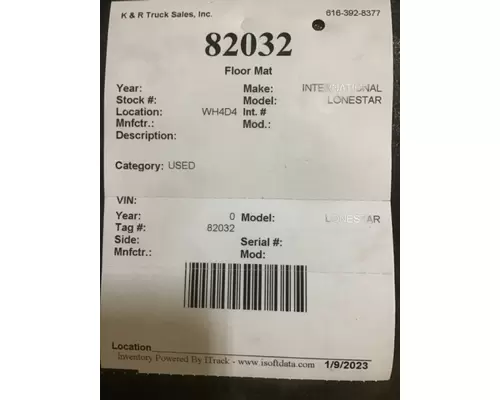 K & R Truck Sales, Inc. 616-392-8377
82032
Floor Mat
Year: Make: INTERNATIONAL
Stock #: Model: LONESTAR
Location: WH4D4 Int. #
Mnfctr.: Mod.:
Description:
Category: USED
VIN:
Year: 0 Model: LONESTAR
Tag #: 82032
Side: Serial #:
Mnfctr.: Mod:
Location
Inventory Powered By ITrack - www.isoftdata.com 1/9/2023